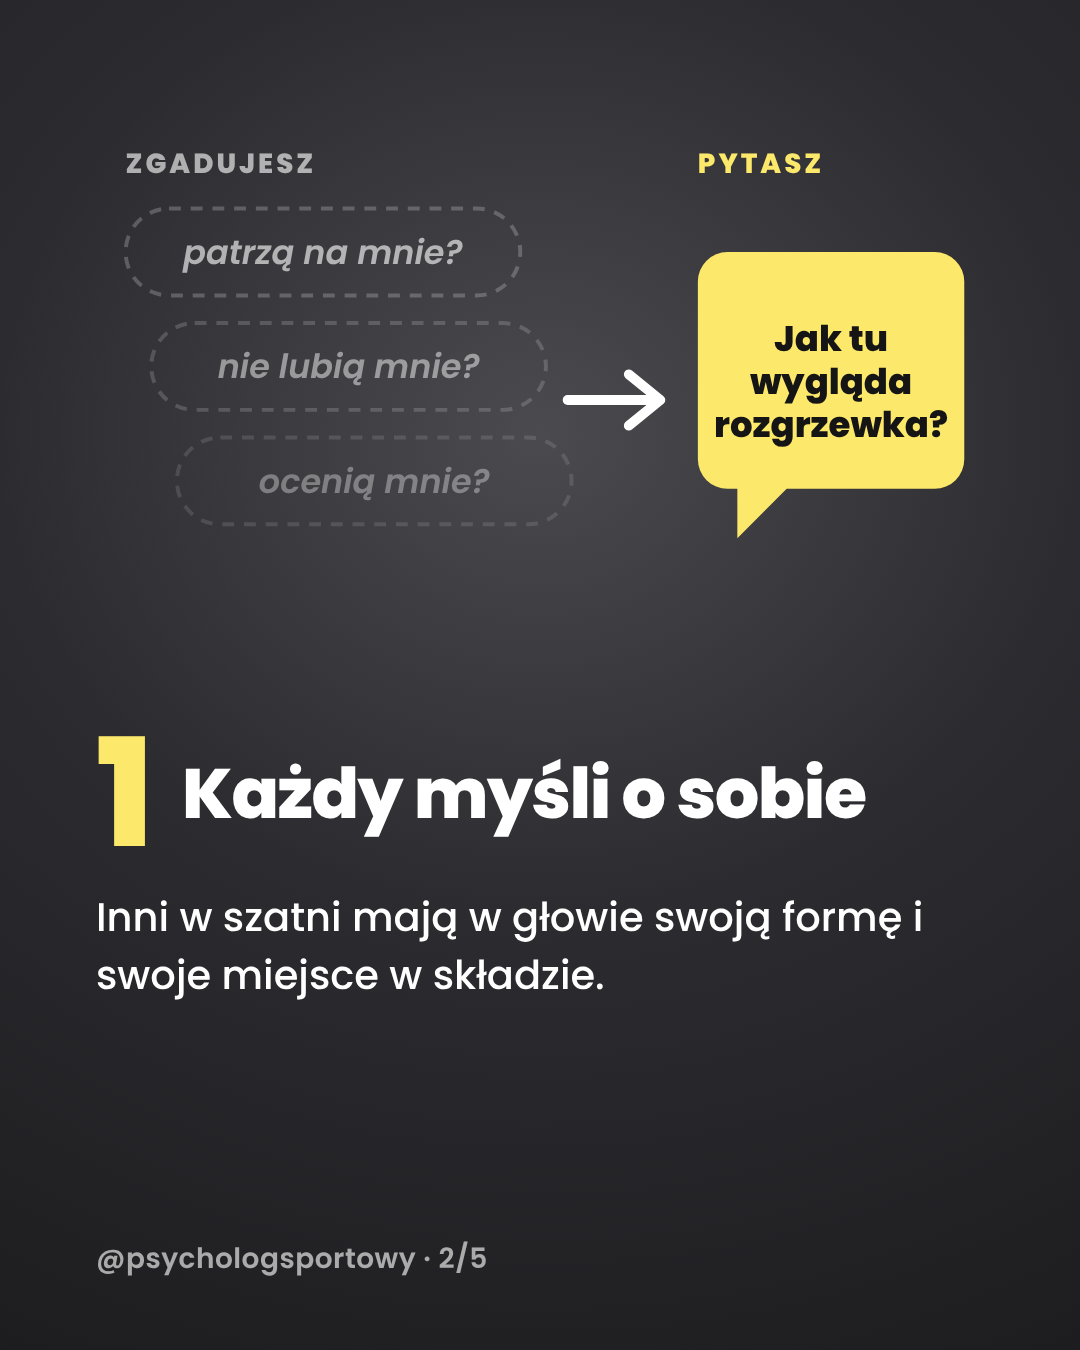 ZGADUJESZ
patrzą na mnie?
nie lubią mnie?
ocenią mnie?
PYTASZ
Jak tu
wygląda
rozgrzewka?
1 Każdy myśli o sobie
Inni w szatni mają w głowie swoją formę i
swoje miejsce w składzie.
@psychologsportowy · 2/5